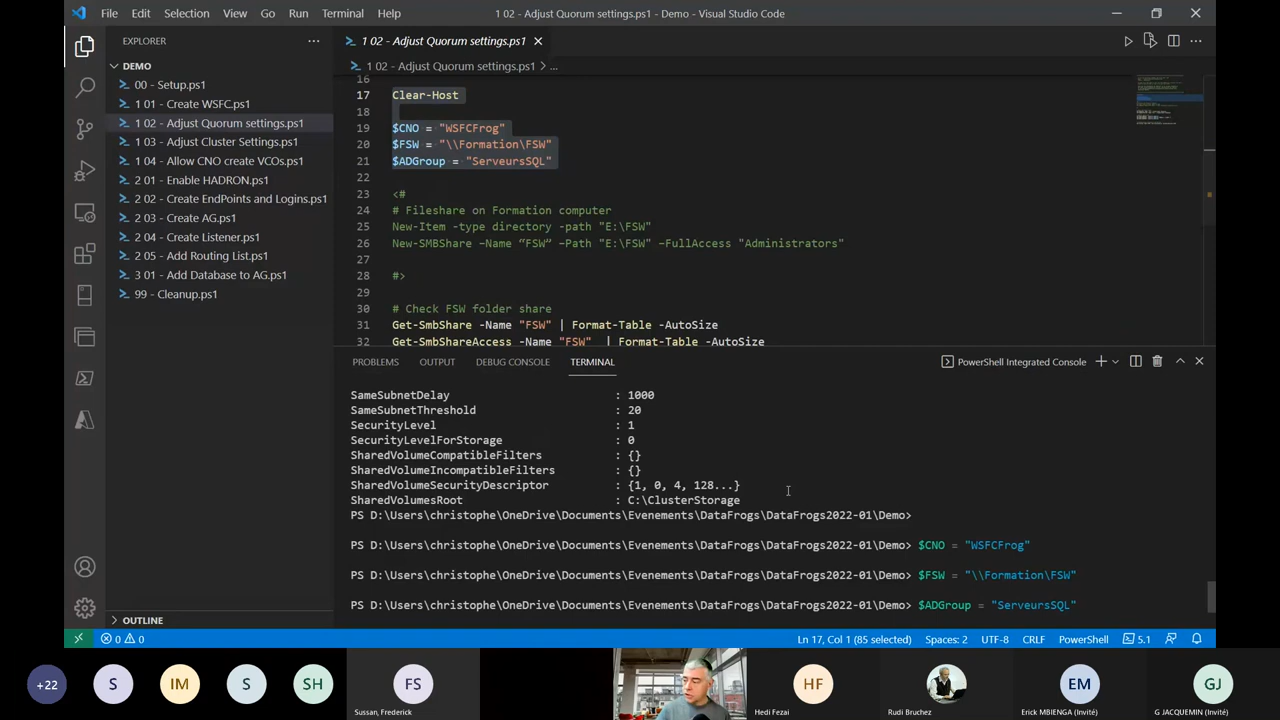 File Edit Selection View Go Run Terminal Help 1 02 - Adjust Quorum settings.ps1 - Demo - Visual Studio Code
EXPLORER
DEMO
00 - Setup.ps1
1 01 - Create WSFC.ps1
1 02 - Adjust Quorum settings.ps1
1 03 - Adjust Cluster Settings.ps1
1 04 - Allow CNO create VCOs.ps1
2 01 - Enable HADRON.ps1
2 02 - Create EndPoints and Logins.ps1
2 03 - Create AG.ps1
2 04 - Create Listener.ps1
2 05 - Add Routing List.ps1
3 01 - Add Database to AG.ps1
99 - Cleanup.ps1
OUTLINE
1 02 - Adjust Quorum settings.ps1
1 02 - Adjust Quorum settings.ps1 > ...
16
17 Clear-Host
18
19 $CNO = "WSFCFrog"
20 $FSW = "\\Formation\FSW"
21 $ADGroup = "ServeursSQL"
22
23 <#
24 # Fileshare on Formation computer
25 New-Item -type directory -path "E:\FSW"
26 New-SMBShare –Name “FSW” –Path "E:\FSW" –FullAccess "Administrators"
27
28 #>
29
30 # Check FSW folder share
31 Get-SmbShare -Name "FSW" | Format-Table -AutoSize
32 Get-SmbShareAccess -Name "FSW" | Format-Table -AutoSize
PROBLEMS OUTPUT DEBUG CONSOLE TERMINAL PowerShell Integrated Console
SameSubnetDelay : 1000
SameSubnetThreshold : 20
SecurityLevel : 1
SecurityLevelForStorage : 0
SharedVolumeCompatibleFilters : {}
SharedVolumeIncompatibleFilters : {}
SharedVolumeSecurityDescriptor : {1, 0, 4, 128...}
SharedVolumesRoot : C:\ClusterStorage
PS D:\Users\christophe\OneDrive\Documents\Evenements\DataFrogs\DataFrogs2022-01\Demo>
PS D:\Users\christophe\OneDrive\Documents\Evenements\DataFrogs\DataFrogs2022-01\Demo> $CNO = "WSFCFrog"
PS D:\Users\christophe\OneDrive\Documents\Evenements\DataFrogs\DataFrogs2022-01\Demo> $FSW = "\\Formation\FSW"
PS D:\Users\christophe\OneDrive\Documents\Evenements\DataFrogs\DataFrogs2022-01\Demo> $ADGroup = "ServeursSQL"
0 0 Ln 17, Col 1 (85 selected) Spaces: 2 UTF-8 CRLF PowerShell 5.1
+22 S IM S SH FS HF EM GJ
Sussan, Frederick Hedi Fezai Rudi Bruchez Erick MBIENGA (Invité) G JACQUEMIN (Invité)